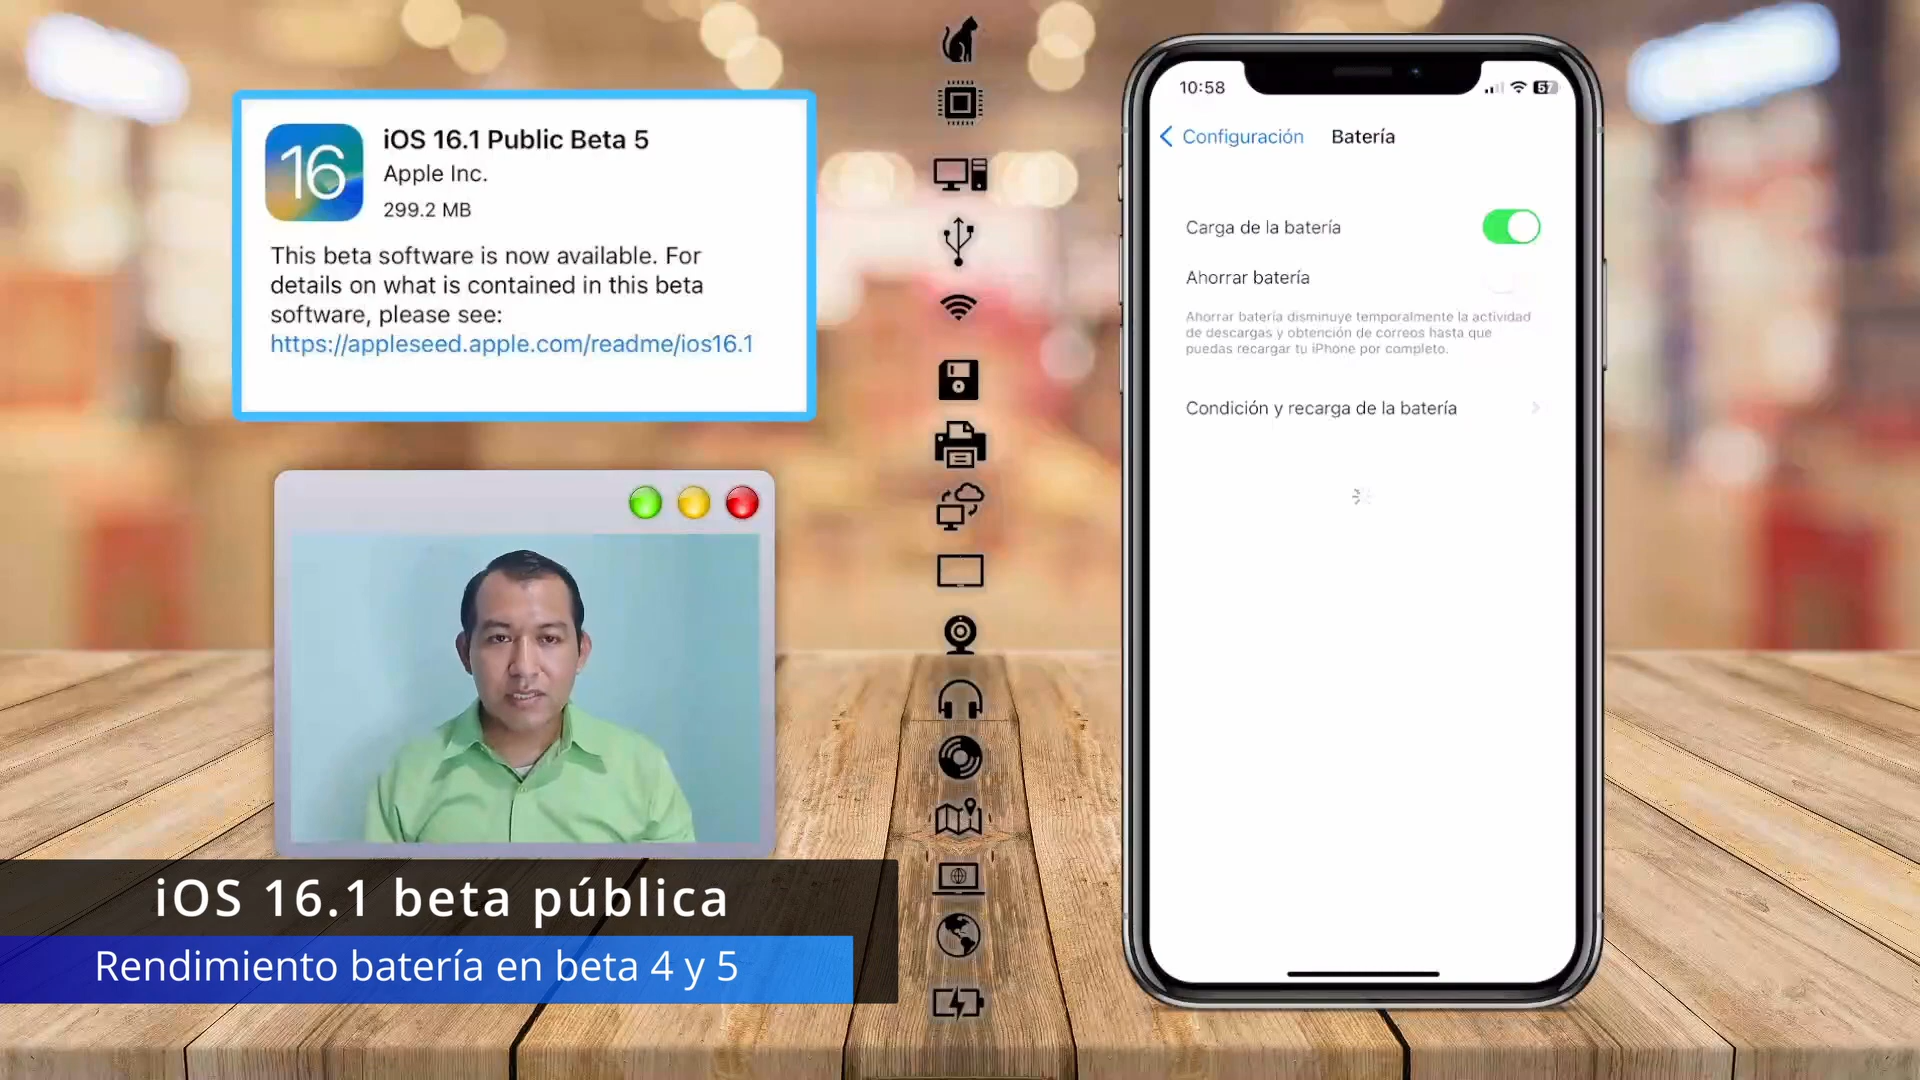 16
iOS 16.1 Public Beta 5
Apple Inc.
299.2 MB
This beta software is now available. For
details on what is contained in this beta
software, please see:
https://appleseed.apple.com/readme/ios16.1
10:58
57
Configuración
Batería
Carga de la batería
Ahorrar batería
Ahorrar batería disminuye temporalmente la actividad
de descargas y obtención de correos hasta que
puedas recargar tu iPhone por completo.
Condición y recarga de la batería
iOS 16.1 beta pública
Rendimiento batería en beta 4 y 5